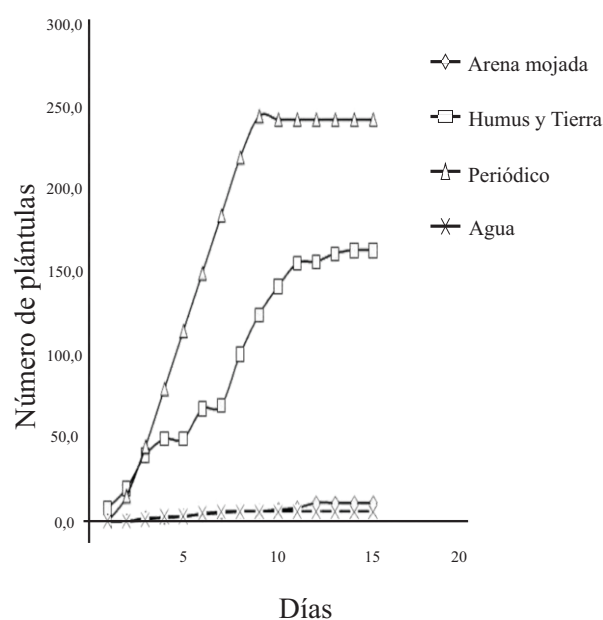 300,0
250,0
200,0
150,0
100,0
50,0
0,0
Número de plántulas
5
10
15
20
Días
Arena mojada
Humus y Tierra
Periódico
Agua